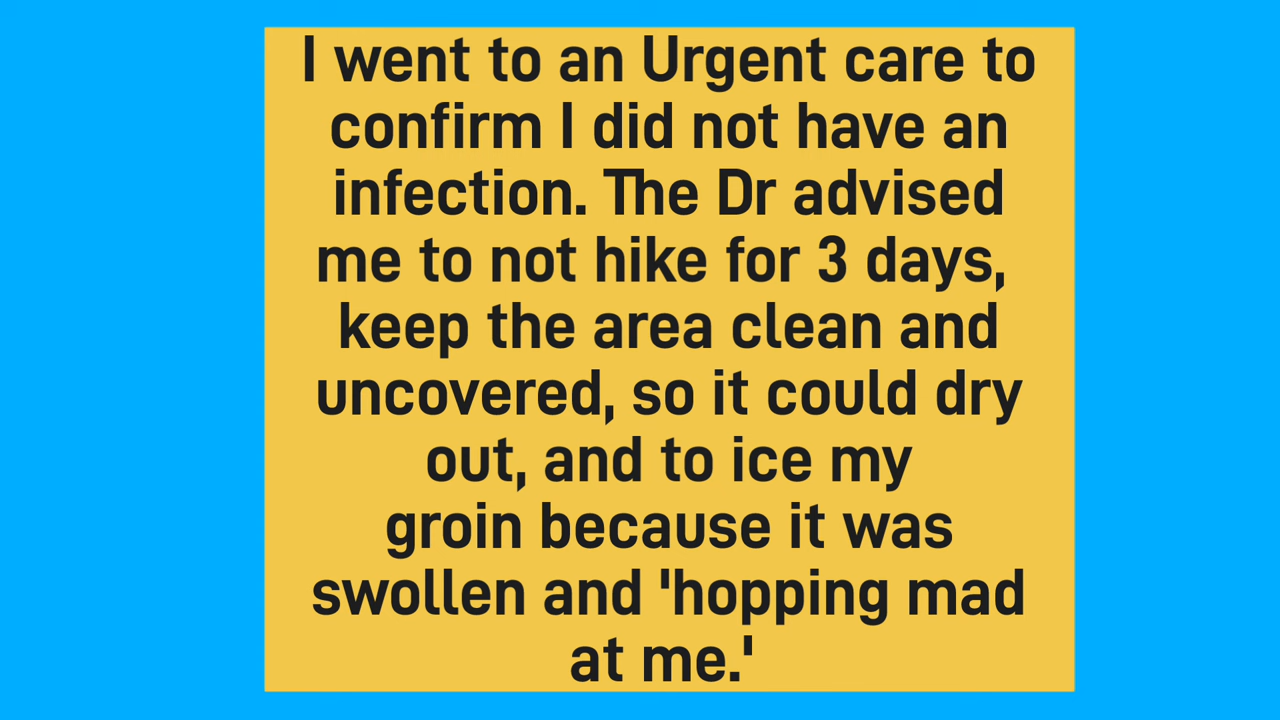 I went to an Urgent care to
confirm I did not have an
infection. The Dr advised
me to not hike for 3 days,
keep the area clean and
uncovered, so it could dry
out, and to ice my
groin because it was
swollen and 'hopping mad
at me.'